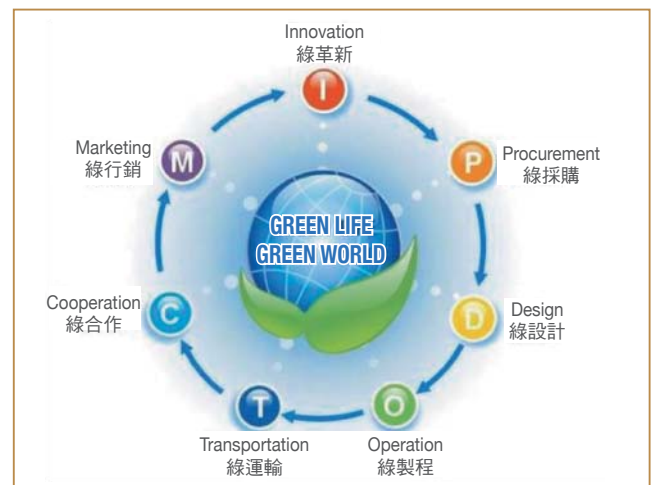 Innovation
綠革新
I
Procurement
綠採購
P
Design
綠設計
D
Operation
綠製程
O
Transportation
綠運輸
T
Cooperation
綠合作
C
Marketing
綠行銷
M
GREEN LIFE
GREEN WORLD